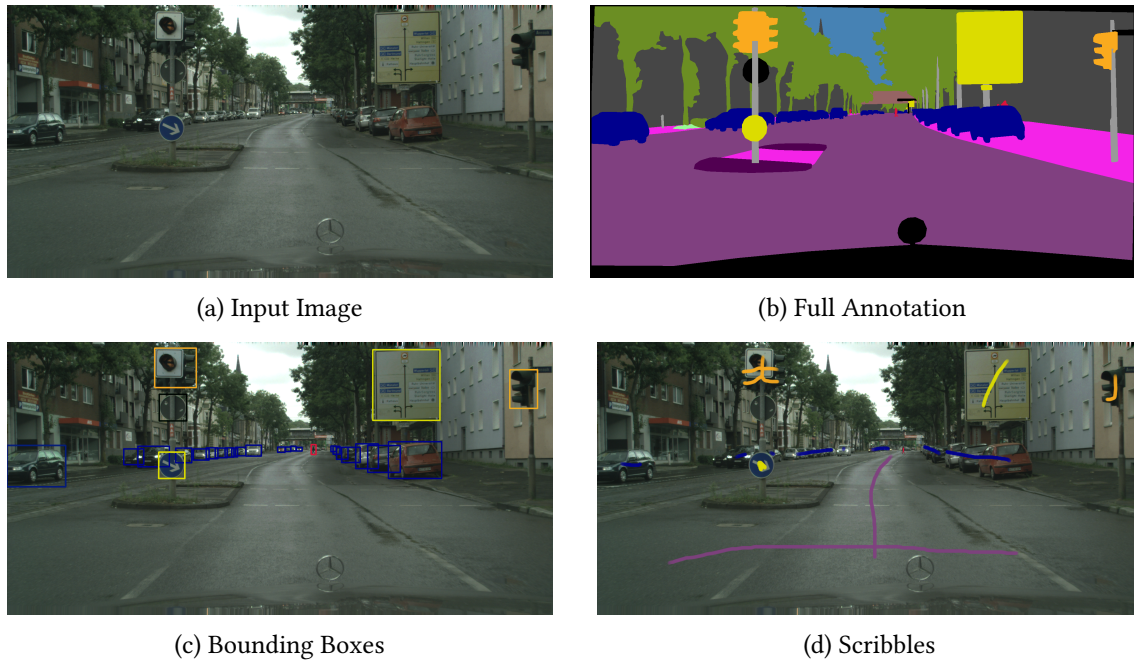 (a) Input Image
(b) Full Annotation
(c) Bounding Boxes
(d) Scribbles